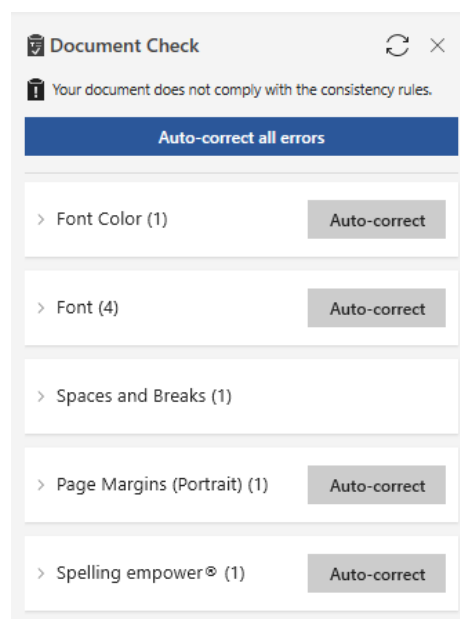 Document Check
Your document does not comply with the consistency rules.
Auto-correct all errors
Font Color (1)
Auto-correct
Font (4)
Auto-correct
Spaces and Breaks (1)
Page Margins (Portrait) (1)
Auto-correct
Spelling empower® (1)
Auto-correct